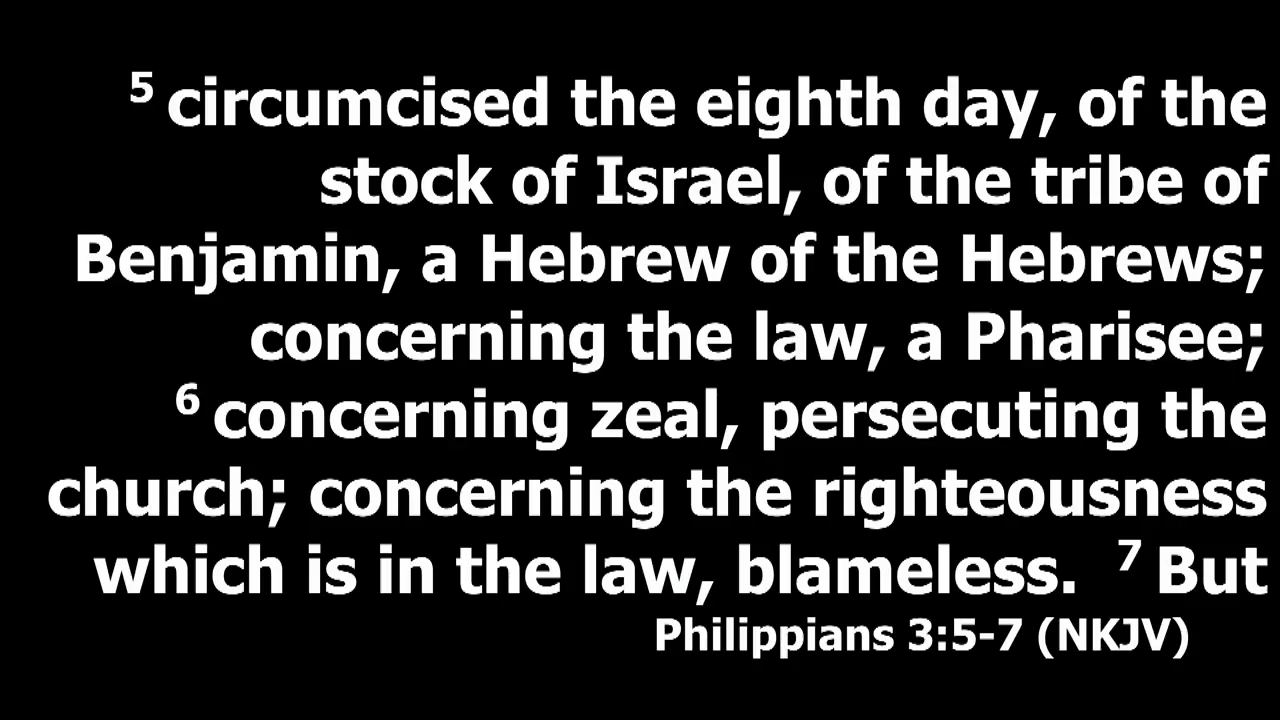 5 circumcised the eighth day, of the
stock of Israel, of the tribe of
Benjamin, a Hebrew of the Hebrews;
concerning the law, a Pharisee;
6 concerning zeal, persecuting the
church; concerning the righteousness
which is in the law, blameless. 7 But
Philippians 3:5-7 (NKJV)